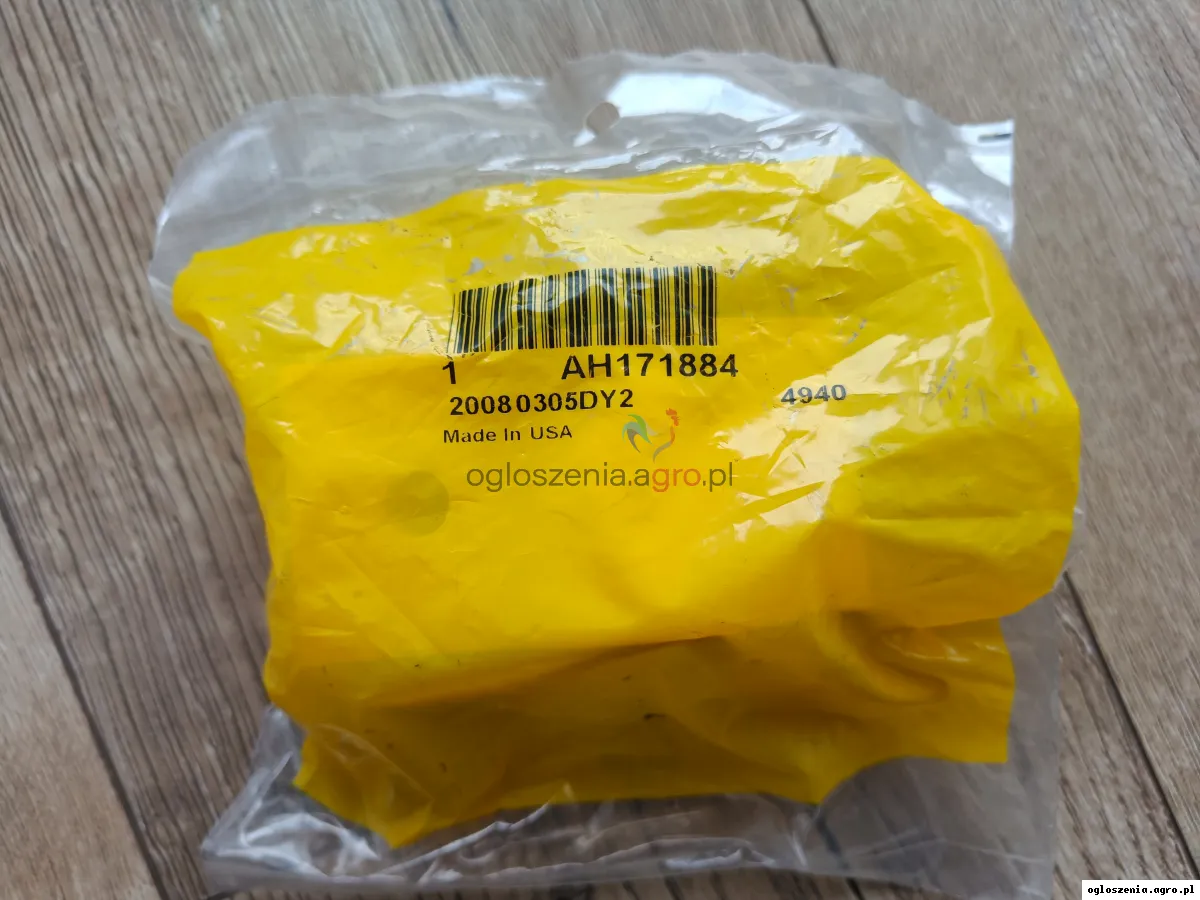 1 AH171884
20080305DY2 4940
Made In USA
ogloszenia.agro.pl
ogloszenia.agro.pl